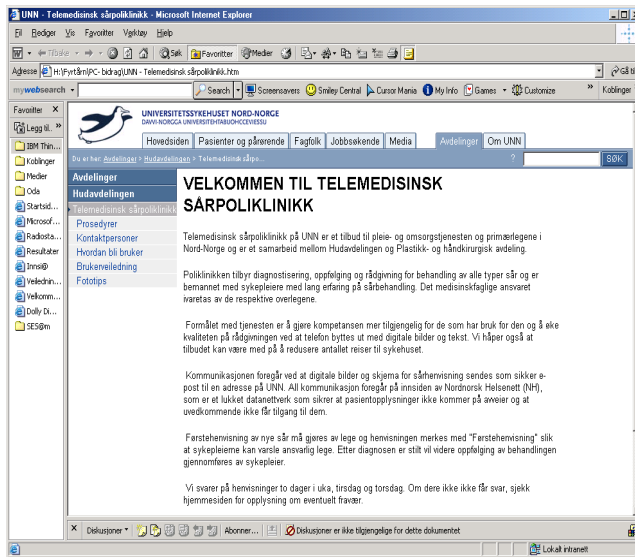 UNN - Telemedisinsk sårpoliklinikk - Microsoft Internet Explorer
Fil Rediger Vis Favoritter Verktøy Hjelp
Tilbake Søk Favoritter Medier
Adresse H:\Fyrtårn\PC- bidrag\UNN - Telemedisinsk sårpoliklinikk.htm Gå til
mywebsearch Search Screensavers Smiley Central Cursor Mania My Info Games Customize » Koblinger
Favoritter X
Legg til.. »
IBM Thin...
Koblinger
Medier
Oda
Startsid...
Microsof...
Radiosta...
Resultater
Innsi@
Veilednin...
Velkomm...
Dolly Di...
SES@m
UNIVERSITETSSYKEHUSET NORD-NORGE
DAVVI-NORGGA UNIVERSITEHTABUOHCCEVIESSU
Hovedsiden Pasienter og pårørende Fagfolk Jobbsøkende Media Avdelinger Om UNN
Du er her: Avdelinger > Hudavdelingen > Telemedisinsk sårpo... ? SØK
Avdelinger
Hudavdelingen
Telemedisinsk sårpoliklinikk
Prosedyrer
Kontaktpersoner
Hvordan bli bruker
Brukerveiledning
Fototips
VELKOMMEN TIL TELEMEDISINSK
SÅRPOLIKLINIKK
Telemedisinsk sårpoliklinikk på UNN er et tilbud til pleie- og omsorgstjenesten og primærlegene i
Nord-Norge og er et samarbeid mellom Hudavdelingen og Plastikk- og håndkirurgisk avdeling.
Poliklinikken tilbyr diagnostisering, oppfølging og rådgivning for behandling av alle typer sår og er
bemannet med sykepleiere med lang erfaring på sårbehandling. Det medisinskfaglige ansvaret
ivaretas av de respektive overlegene.
Formålet med tjenesten er å gjøre kompetansen mer tilgjengelig for de som har bruk for den og å øke
kvaliteten på rådgivningen ved at telefon byttes ut med digitale bilder og tekst. Vi håper også at
tilbudet kan være med på å redusere antallet reiser til sykehuset.
Kommunikasjonen foregår ved at digitale bilder og skjema for sårhenvisning sendes som sikker e-
post til en adresse på UNN. All kommunikasjon foregår på innsiden av Nordnorsk Helsenett (NH),
som er et lukket datanettverk som sikrer at pasientopplysninger ikke kommer på avveier og at
uvedkommende ikke får tilgang til dem.
Førstehenvisning av nye sår må gjøres av lege og henvisningen merkes med "Førstehenvisning" slik
at sykepleierne kan varsle ansvarlig lege. Etter diagnosen er stilt vil videre oppfølging av behandlingen
gjennomføres av sykepleier.
Vi svarer på henvisninger to dager i uka, tirsdag og torsdag. Om dere ikke ikke får svar, sjekk
hjemmesiden for opplysning om eventuelt fravær.
X Diskusjoner Abonner... Diskusjoner er ikke tilgjengelige for dette dokumentet
Lokalt intranett